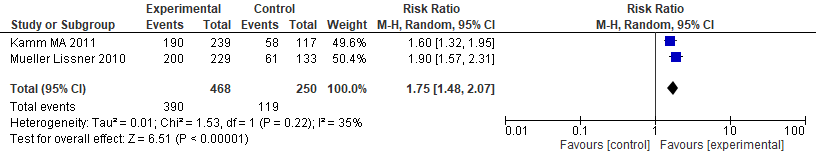 Experimental Control Risk Ratio Risk Ratio
Study or Subgroup Events Total Events Total Weight M-H, Random, 95% CI M-H, Random, 95% CI
Kamm MA 2011 190 239 58 117 49.6% 1.60 [1.32, 1.95]
Mueller Lissner 2010 200 229 61 133 50.4% 1.90 [1.57, 2.31]
Total (95% CI) 468 250 100.0% 1.75 [1.48, 2.07]
Total events 390 119
Heterogeneity: Tau² = 0.01; Chi² = 1.53, df = 1 (P = 0.22); I² = 35%
Test for overall effect: Z = 6.51 (P < 0.00001)
0.01 0.1 1 10 100
Favours [control] Favours [experimental]